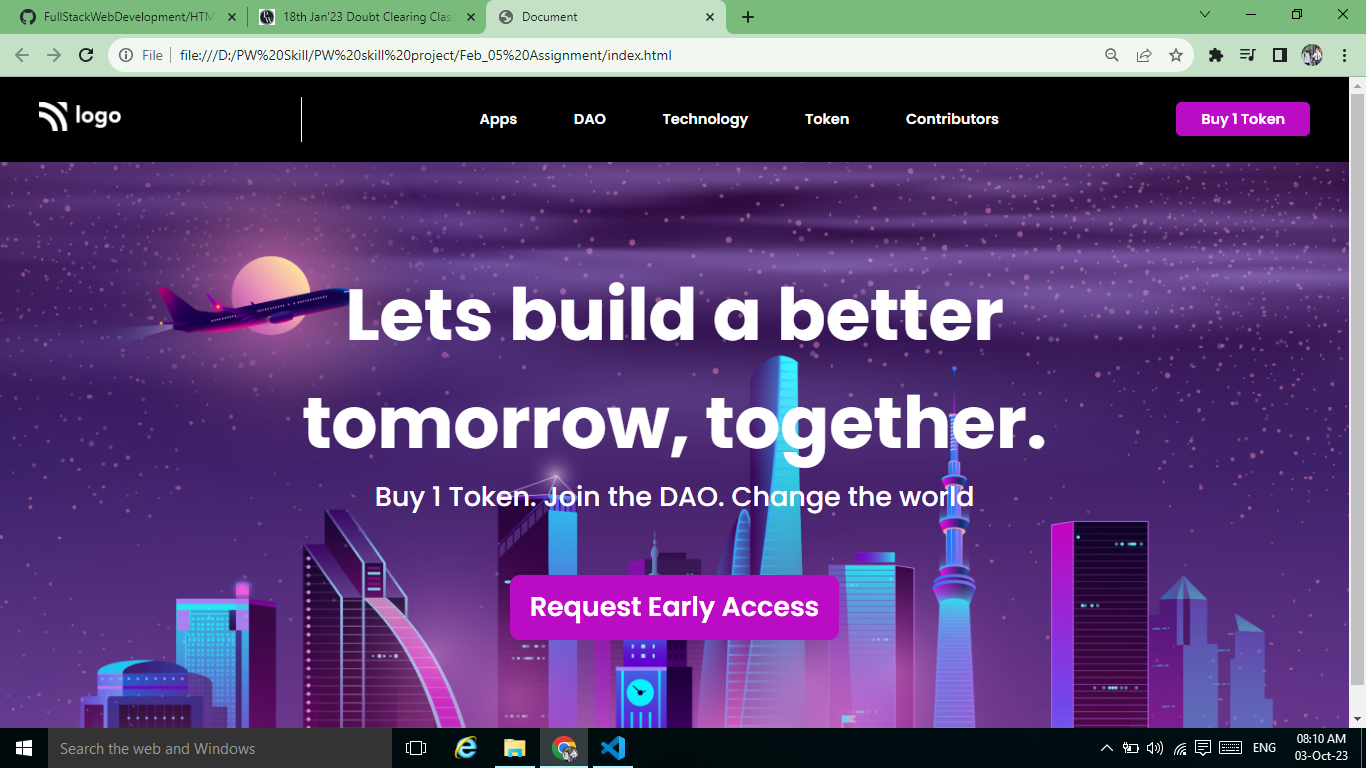 FullStackWebDevelopment/HTM
18th Jan'23 Doubt Clearing Clas
Document
File
file:///D:/PW%20Skill/PW%20skill%20project/Feb_05%20Assignment/index.html
logo
Apps
DAO
Technology
Token
Contributors
Buy 1 Token
Lets build a better
tomorrow, together.
Buy 1 Token. Join the DAO. Change the world
Request Early Access
Search the web and Windows
ENG
08:10 AM
03-Oct-23